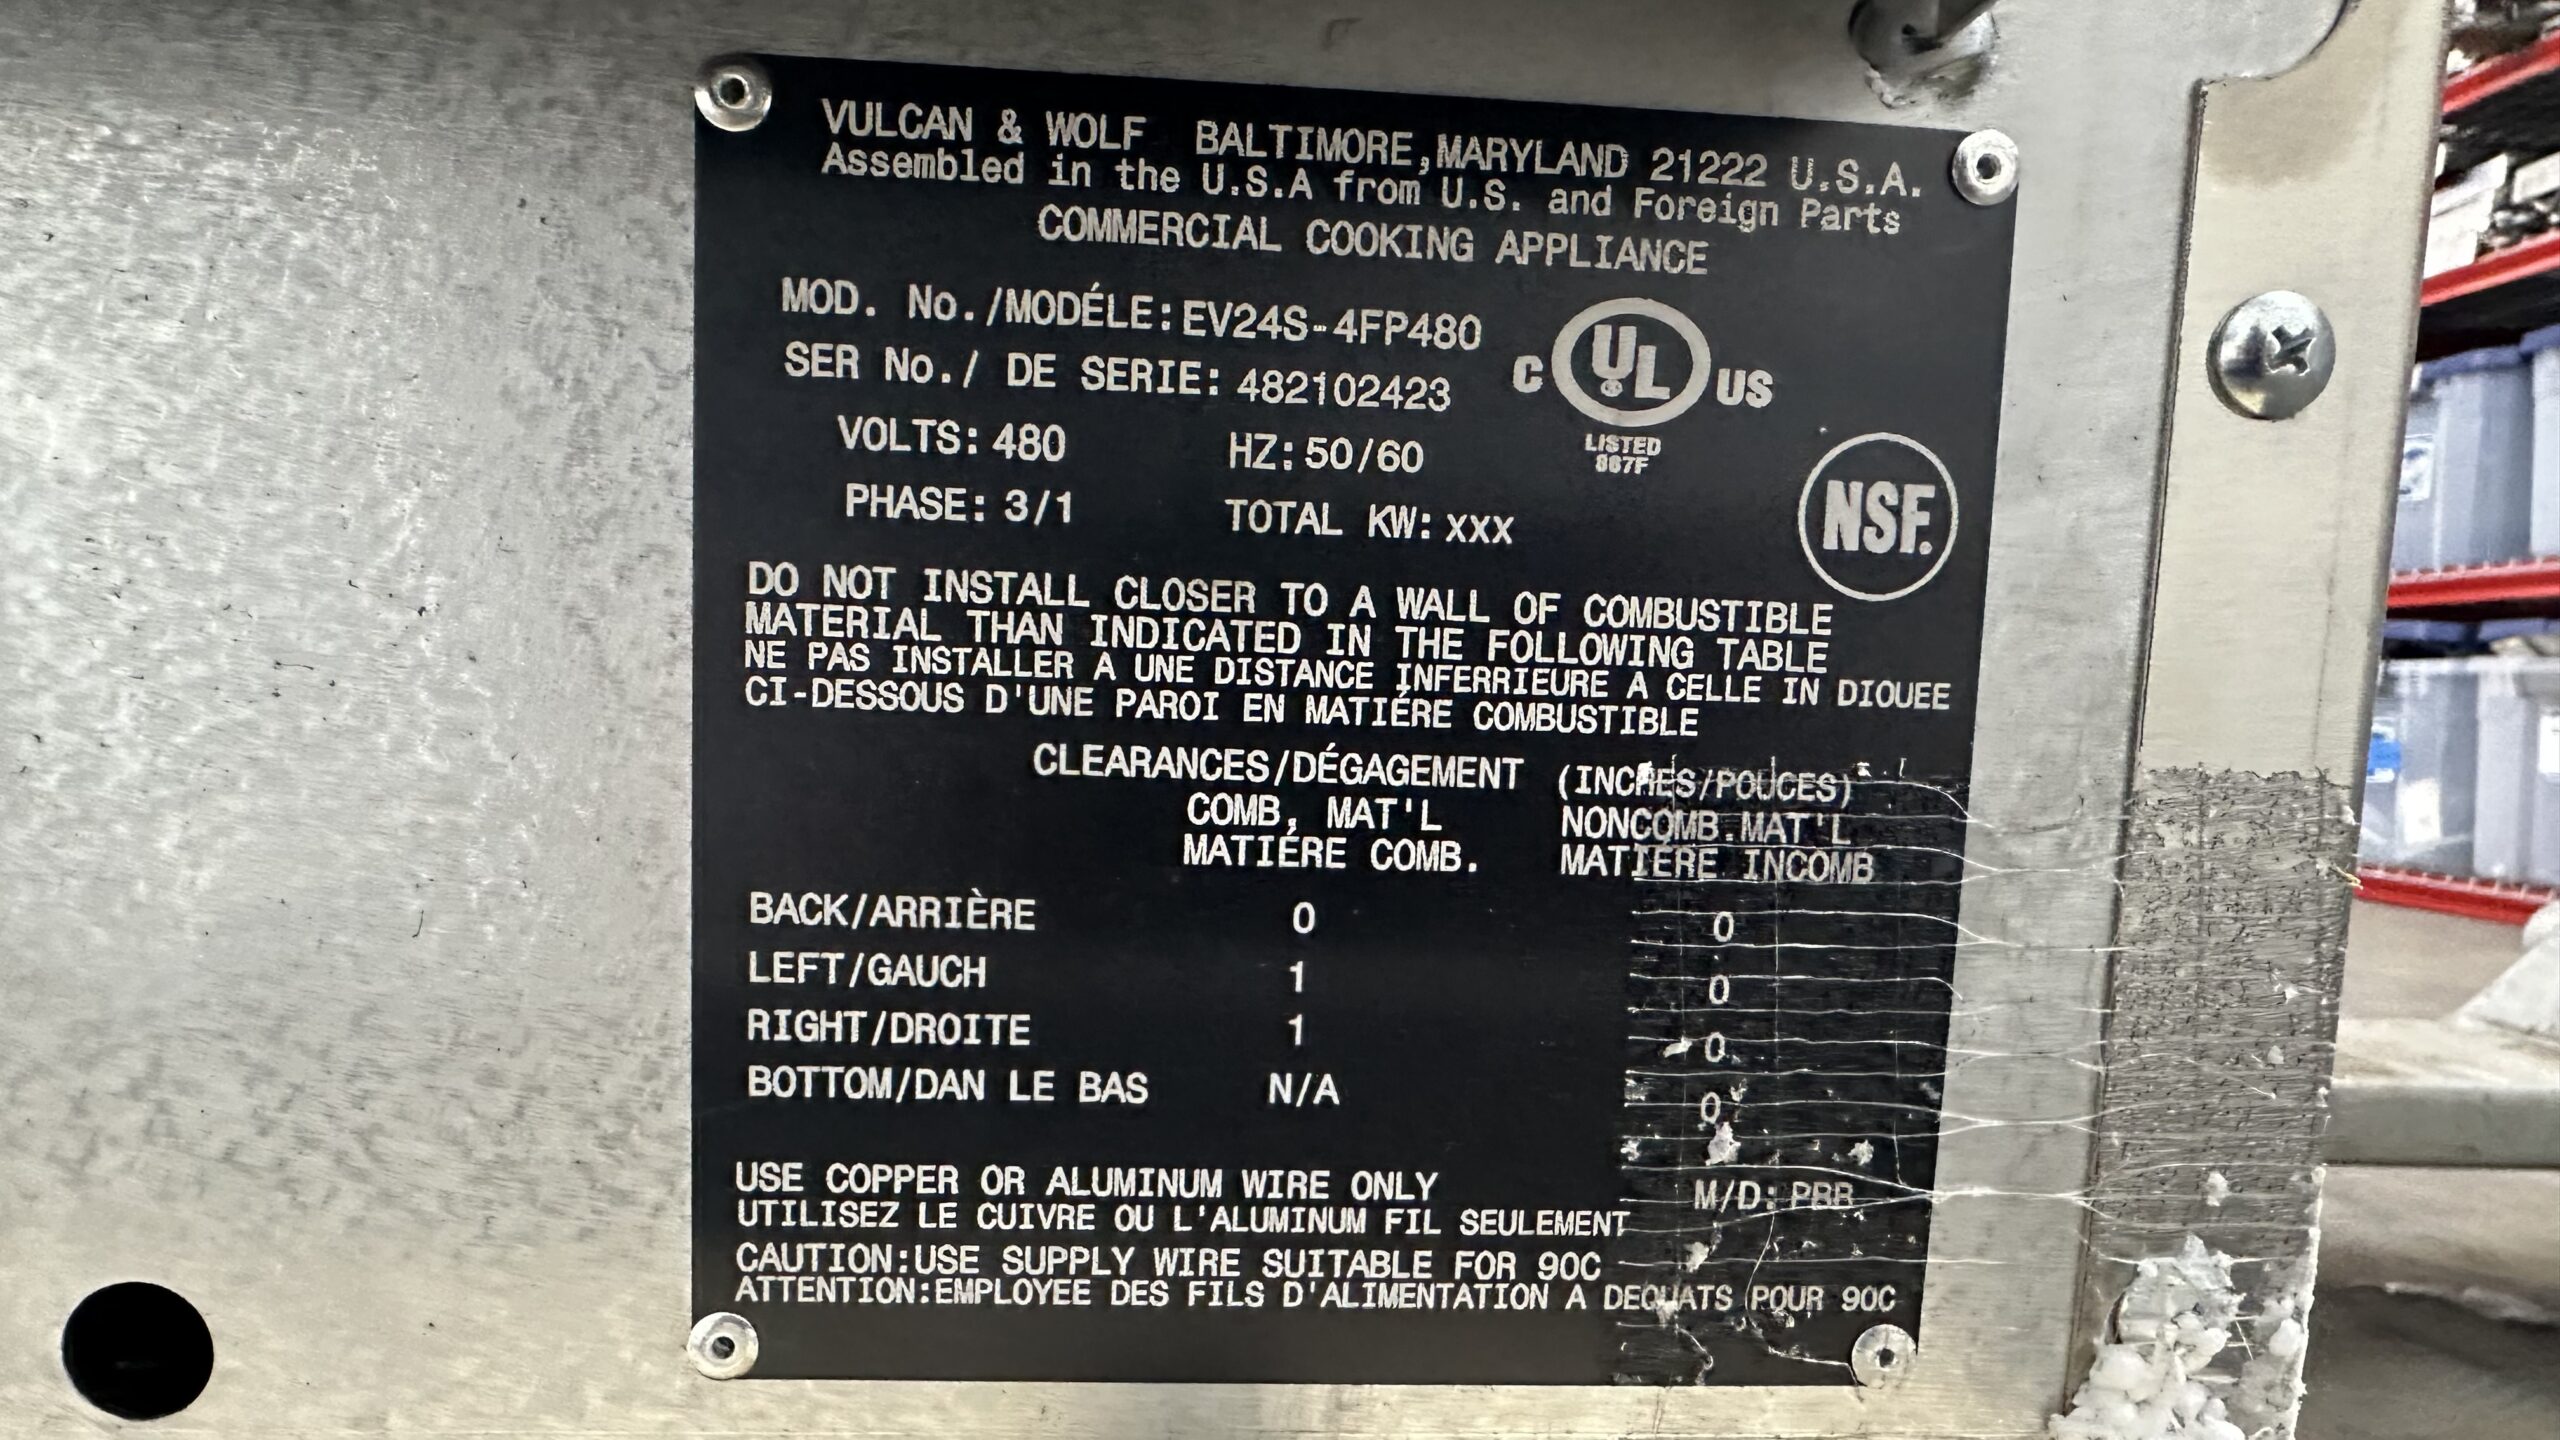 VULCAN & WOLF BALTIMORE, MARYLAND 21222 U.S.A.
Assembled in the U.S.A from U.S. and Foreign Parts
COMMERCIAL COOKING APPLIANCE
MOD. No./MODÉLE: EV24S-4FP480
SER No./ DE SERIE: 482102423
C UL US
LISTED
867F
VOLTS: 480 HZ: 50/60
PHASE: 3/1 TOTAL KW: XXX
NSF.
DO NOT INSTALL CLOSER TO A WALL OF COMBUSTIBLE
MATERIAL THAN INDICATED IN THE FOLLOWING TABLE
NE PAS INSTALLER A UNE DISTANCE INFERRIEURE A CELLE IN DIOUEE
CI-DESSOUS D'UNE PAROI EN MATIÉRE COMBUSTIBLE
CLEARANCES/DÉGAGEMENT (INCHES/POUCES)
COMB, MAT'L NONCOMB.MAT'L
MATIÉRE COMB. MATIÉRE INCOMB
BACK/ARRIÈRE 0 0
LEFT/GAUCH 1 0
RIGHT/DROITE 1 0
BOTTOM/DAN LE BAS N/A 0
USE COPPER OR ALUMINUM WIRE ONLY
UTILISEZ LE CUIVRE OU L'ALUMINUM FIL SEULEMENT
M/D:
CAUTION:USE SUPPLY WIRE SUITABLE FOR 90C
ATTENTION:EMPLOYEE DES FILS D'ALIMENTATION A DEQUATS POUR 90C